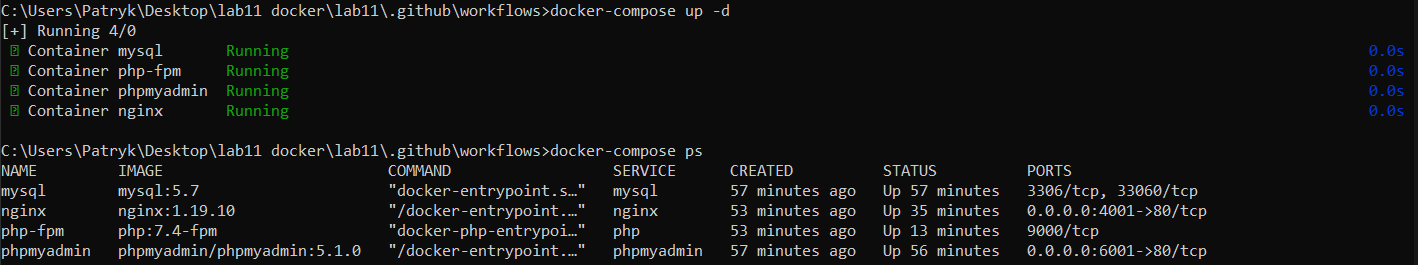 C:\Users\Patryk\Desktop\lab11 docker\lab11\.github\workflows>docker-compose up -d
[+] Running 4/0
 Container mysql       Running 0.0s
 Container php-fpm     Running 0.0s
 Container phpmyadmin  Running 0.0s
 Container nginx       Running 0.0s

C:\Users\Patryk\Desktop\lab11 docker\lab11\.github\workflows>docker-compose ps
NAME         IMAGE                        COMMAND                  SERVICE      CREATED          STATUS          PORTS
mysql        mysql:5.7                    "docker-entrypoint.s…"   mysql        57 minutes ago   Up 57 minutes   3306/tcp, 33060/tcp
nginx        nginx:1.19.10                "/docker-entrypoint.…"   nginx        53 minutes ago   Up 35 minutes   0.0.0.0:4001->80/tcp
php-fpm      php:7.4-fpm                  "docker-php-entrypoi…"   php          53 minutes ago   Up 13 minutes   9000/tcp
phpmyadmin   phpmyadmin/phpmyadmin:5.1.0  "/docker-entrypoint.…"   phpmyadmin   57 minutes ago   Up 56 minutes   0.0.0.0:6001->80/tcp